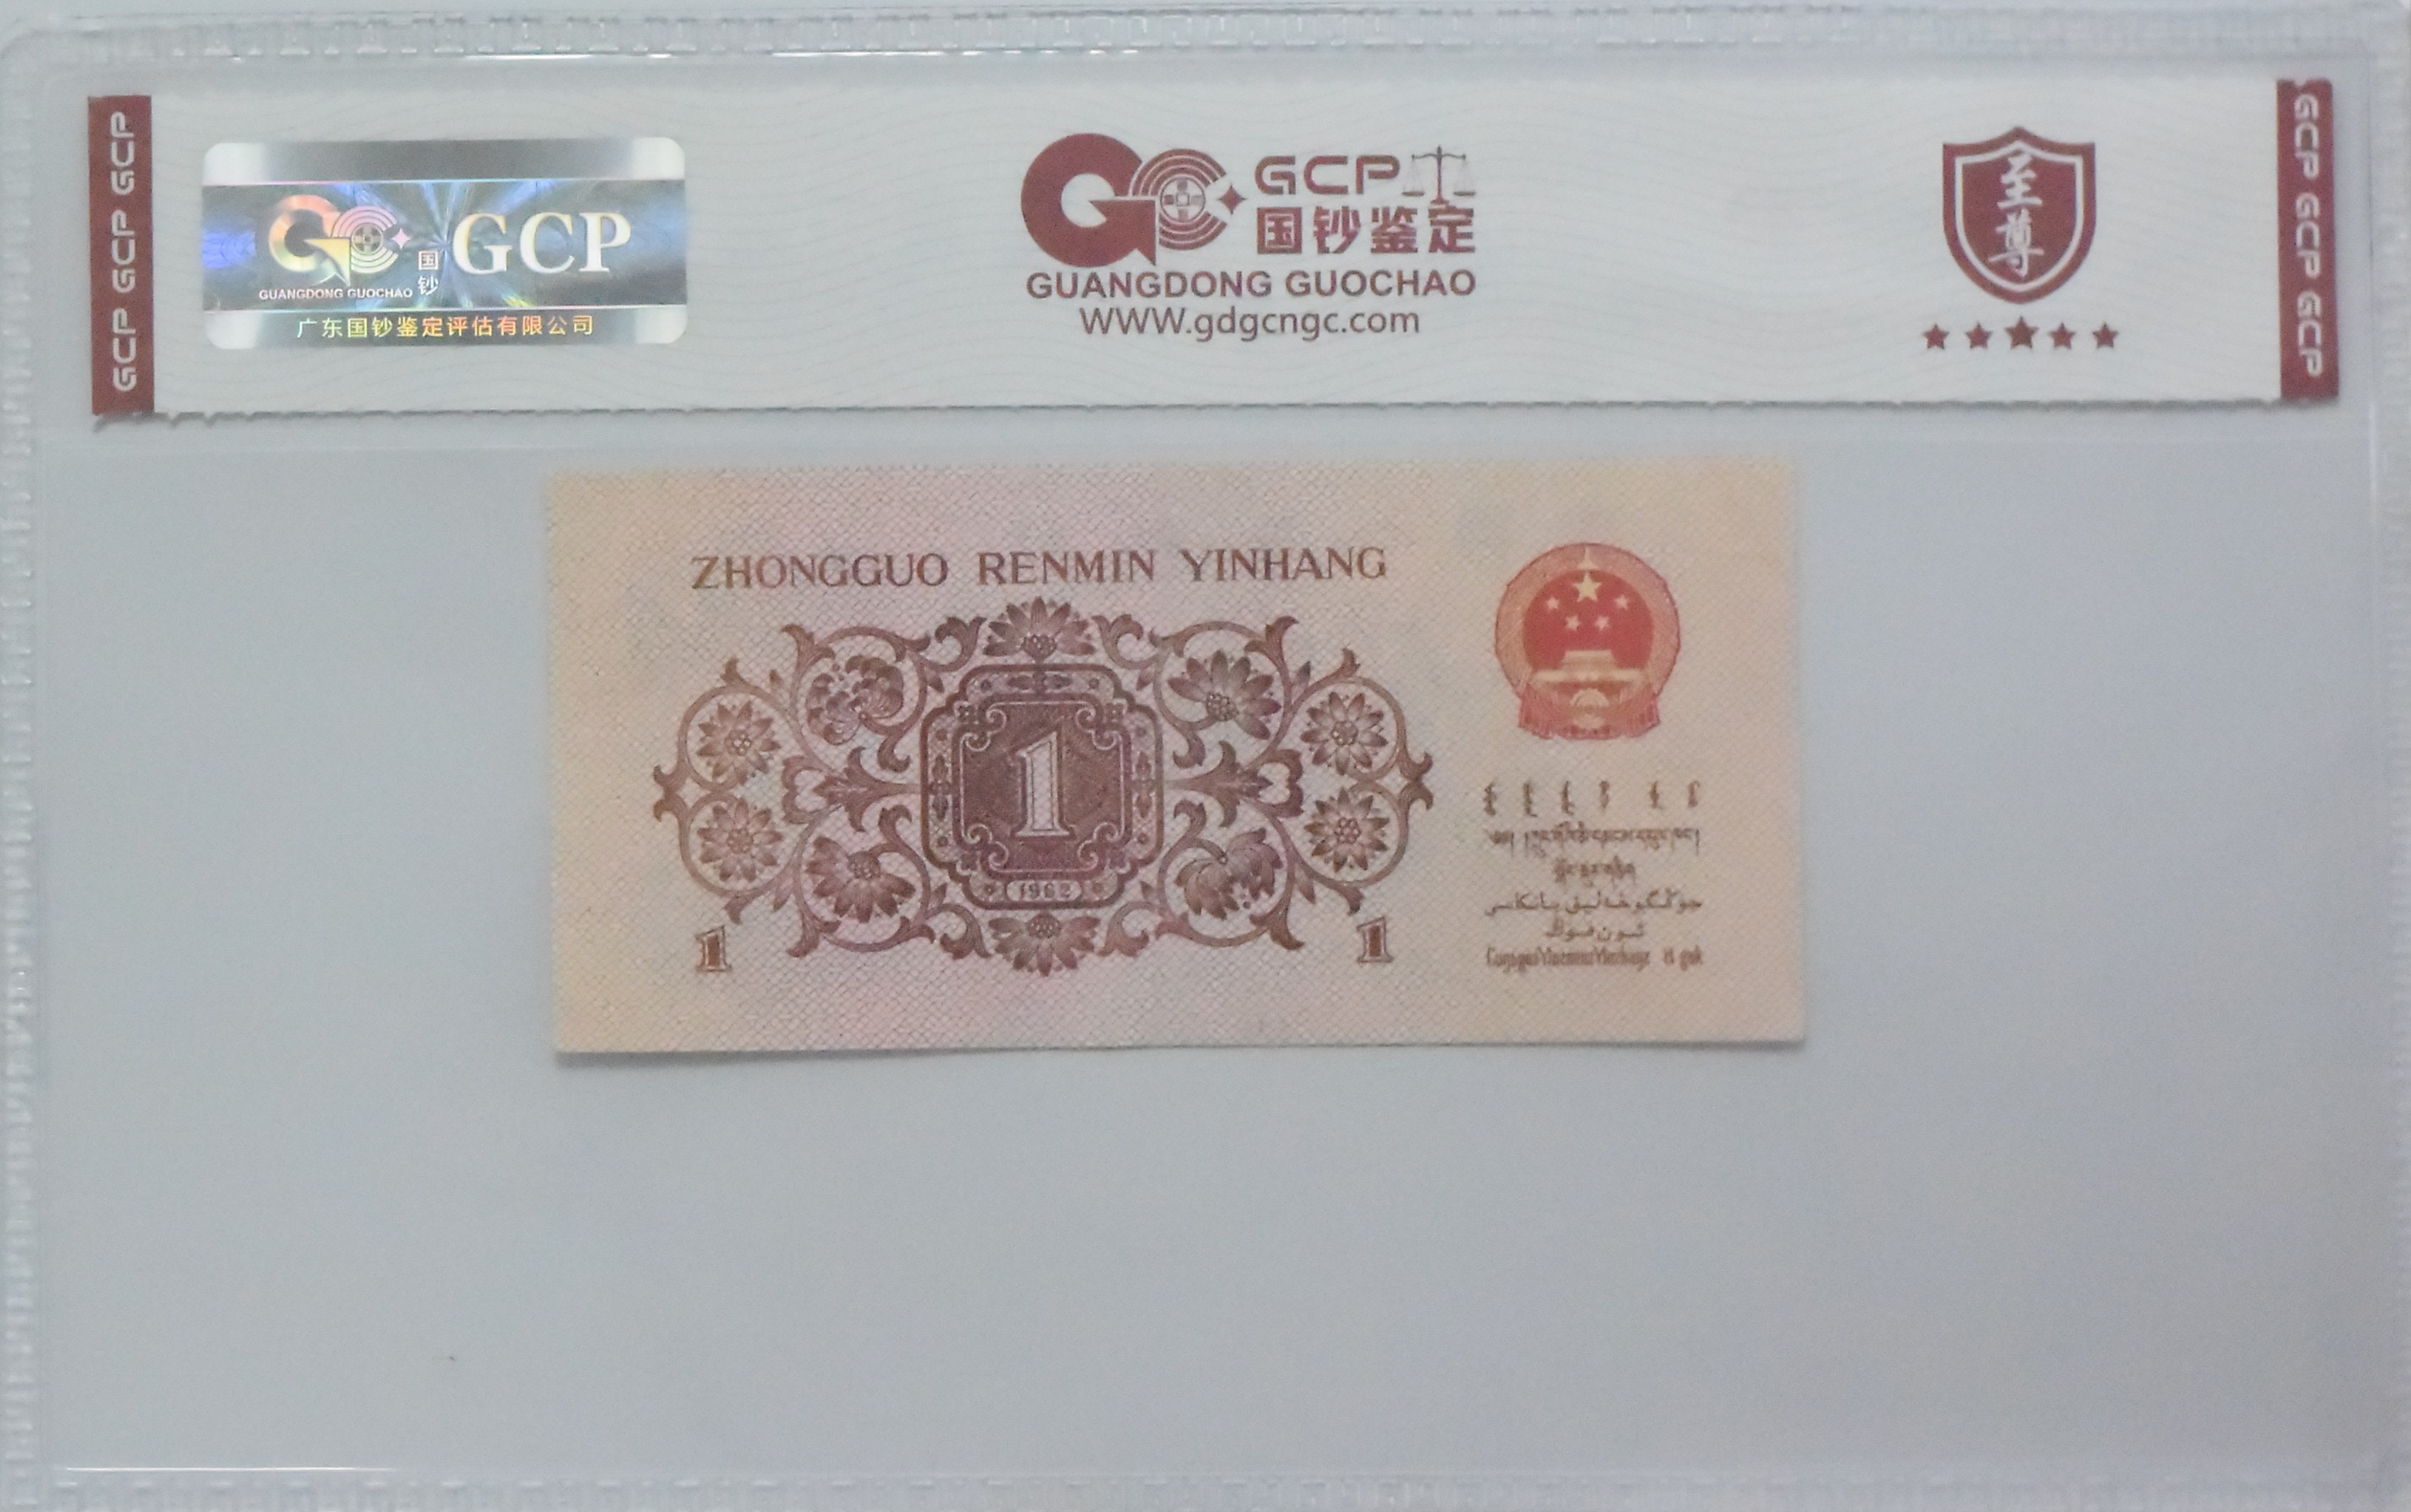 GCP GCP GCP
国钞
GCP
GUANGDONG GUOCHAO
广东国钞鉴定评估有限公司
GCP
国钞鉴定
GUANGDONG GUOCHAO
WWW.gdgcngc.com
至尊
GCP GCP GCP
ZHONGGUO RENMIN YINHANG
1
1962
1
1